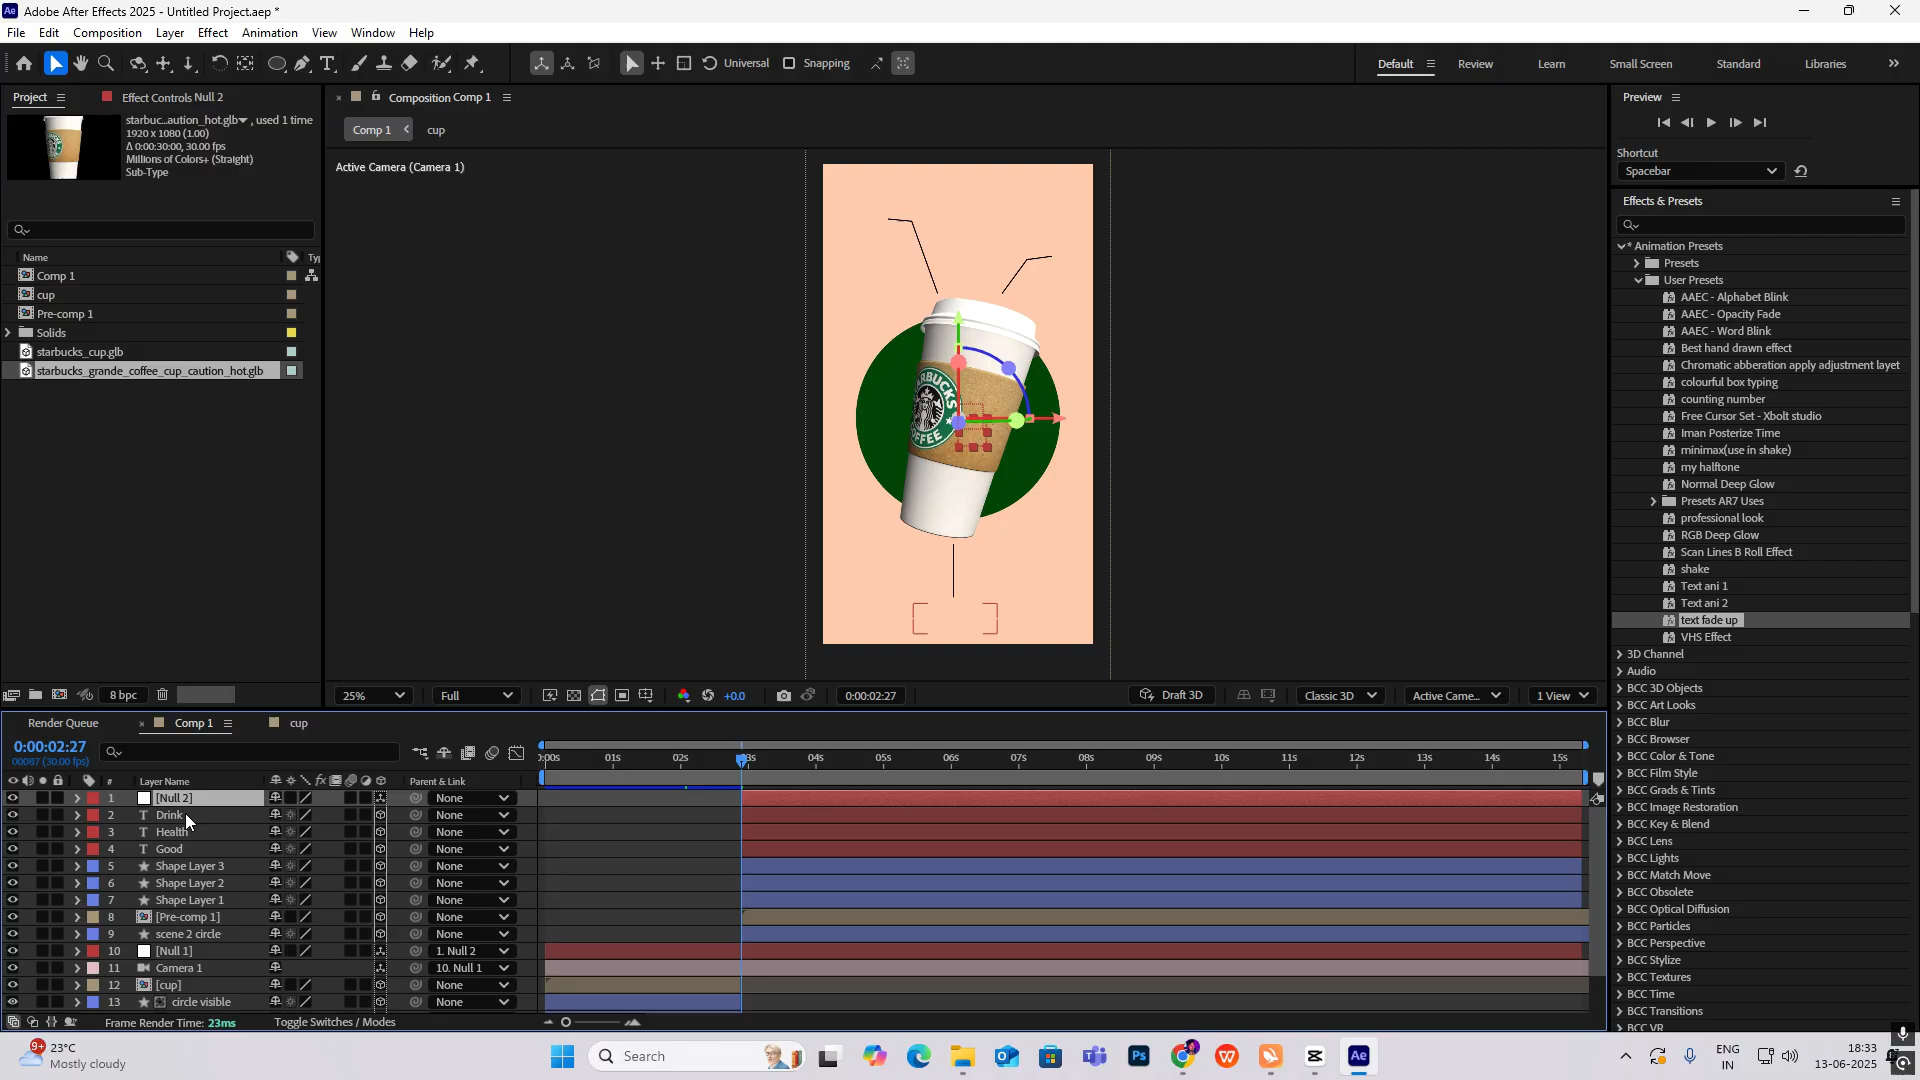 Adobe After Effects 2025 - Untitled Project.aep *
File Edit Composition Layer Effect Animation View Window Help
Universal Snapping Default Review Learn Small Screen Standard Libraries
Project Effect Controls Null 2
starbuc...aution_hot.glb , used 1 time
1920 x 1080 (1.00)
Δ 0:00:30:00, 30.00 fps
Millions of Colors+ (Straight)
Sub-Type
Name Typ
Comp 1
cup
Pre-comp 1
Solids
starbucks_cup.glb
starbucks_grande_coffee_cup_caution_hot.glb
8 bpc
Composition Comp 1
Comp 1 cup
Active Camera (Camera 1)
COFFEE
25% Full +0.0 0:00:02:27 Draft 3D Classic 3D Active Came... 1 View
Preview
Shortcut
Spacebar
Effects & Presets
* Animation Presets
Presets
User Presets
AAEC - Alphabet Blink
AAEC - Opacity Fade
AAEC - Word Blink
Best hand drawn effect
Chromatic abberation apply adjustment layet
colourful box typing
counting number
Free Cursor Set - Xbolt studio
Iman Posterize Time
minimax(use in shake)
my halftone
Normal Deep Glow
Presets AR7 Uses
professional look
RGB Deep Glow
Scan Lines B Roll Effect
shake
Text ani 1
Text ani 2
text fade up
VHS Effect
3D Channel
Audio
BCC 3D Objects
BCC Art Looks
BCC Blur
BCC Browser
BCC Color & Tone
BCC Film Style
BCC Grads & Tints
BCC Image Restoration
BCC Key & Blend
BCC Lens
BCC Lights
BCC Match Move
BCC Obsolete
BCC Optical Diffusion
BCC Particles
BCC Perspective
BCC Stylize
BCC Textures
BCC Time
BCC Transitions
BCC VR
Render Queue Comp 1 cup
0:00:02:27
00087 (30.00 fps)
0:00s 01s 02s 03s 04s 05s 06s 07s 08s 09s 10s 11s 12s 13s 14s 15s
# Layer Name fx Parent & Link
1 [Null 2] None
2 T Drink None
3 T Health None
4 T Good None
5 Shape Layer 3 None
6 Shape Layer 2 None
7 Shape Layer 1 None
8 [Pre-comp 1] None
9 scene 2 circle None
10 [Null 1] 1. Null 2
11 Camera 1 10. Null 1
12 [cup] None
13 circle visible None
Frame Render Time: 23ms Toggle Switches / Modes
9+ 23°C
Mostly cloudy
Search
ENG
IN
18:33
13-06-2025